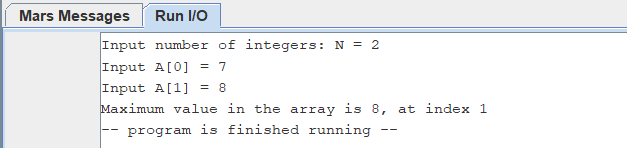 Mars Messages Run I/O
Input number of integers: N = 2
Input A[0] = 7
Input A[1] = 8
Maximum value in the array is 8, at index 1
-- program is finished running --